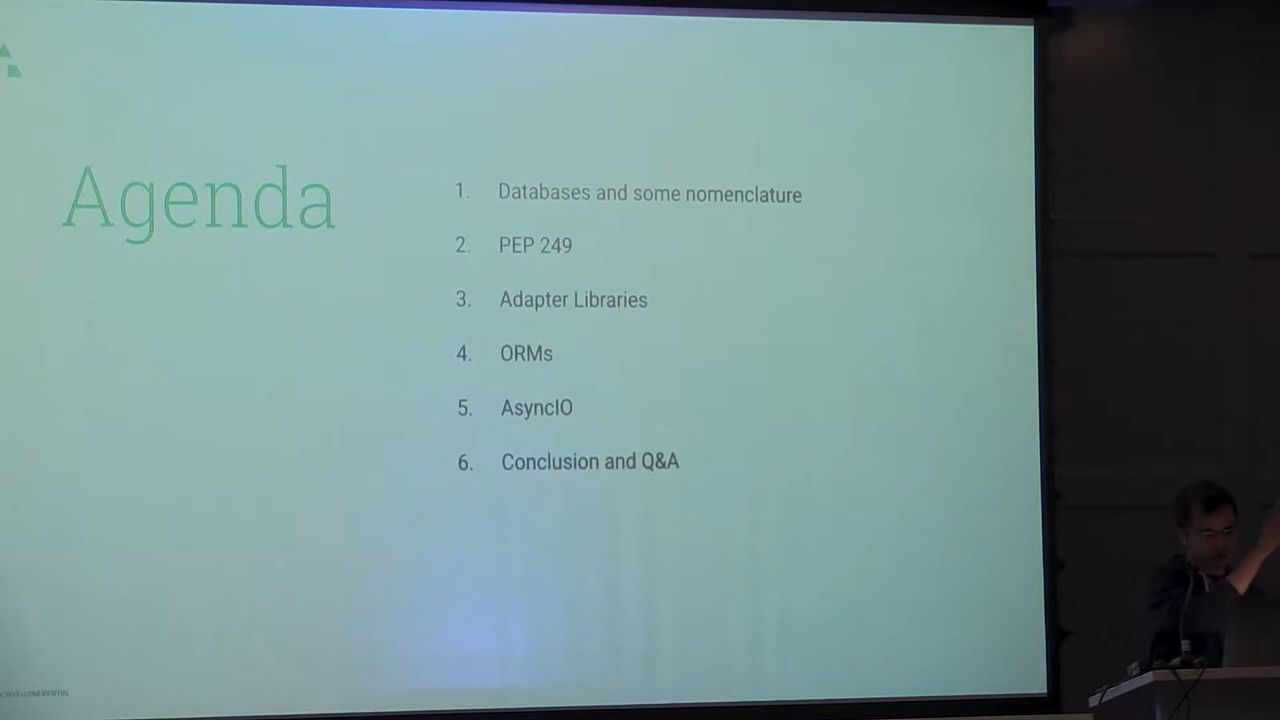 Agenda
1. Databases and some nomenclature
2. PEP 249
3. Adapter Libraries
4. ORMs
5. AsyncIO
6. Conclusion and Q&A
CONFIDENTIAL